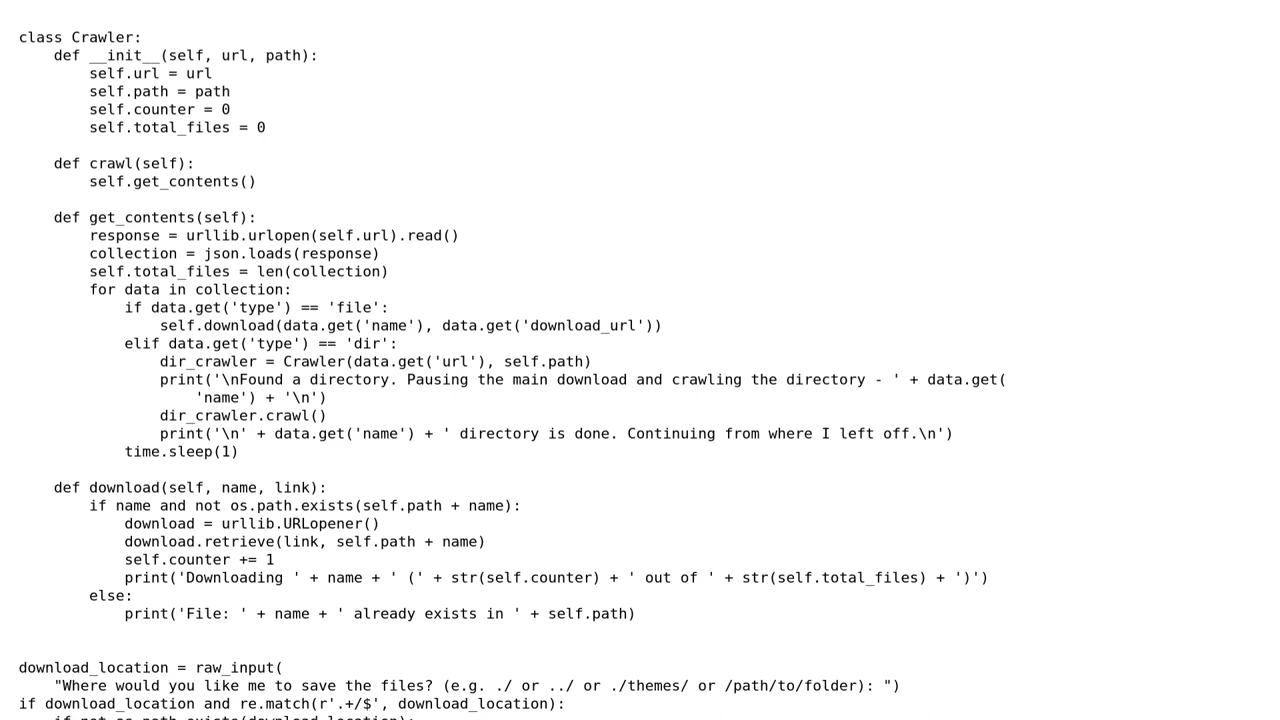 class Crawler:
    def __init__(self, url, path):
        self.url = url
        self.path = path
        self.counter = 0
        self.total_files = 0

    def crawl(self):
        self.get_contents()

    def get_contents(self):
        response = urllib.urlopen(self.url).read()
        collection = json.loads(response)
        self.total_files = len(collection)
        for data in collection:
            if data.get('type') == 'file':
                self.download(data.get('name'), data.get('download_url'))
            elif data.get('type') == 'dir':
                dir_crawler = Crawler(data.get('url'), self.path)
                print('\nFound a directory. Pausing the main download and crawling the directory - ' + data.get(
                    'name') + '\n')
                dir_crawler.crawl()
                print('\n' + data.get('name') + ' directory is done. Continuing from where I left off.\n')
            time.sleep(1)

    def download(self, name, link):
        if name and not os.path.exists(self.path + name):
            download = urllib.URLopener()
            download.retrieve(link, self.path + name)
            self.counter += 1
            print('Downloading ' + name + ' (' + str(self.counter) + ' out of ' + str(self.total_files) + ')')
        else:
            print('File: ' + name + ' already exists in ' + self.path)


download_location = raw_input(
    "Where would you like me to save the files? (e.g. ./ or ../ or ./themes/ or /path/to/folder): ")
if download_location and re.match(r'.+/$', download_location):
    if not os.path.exists(download_location):